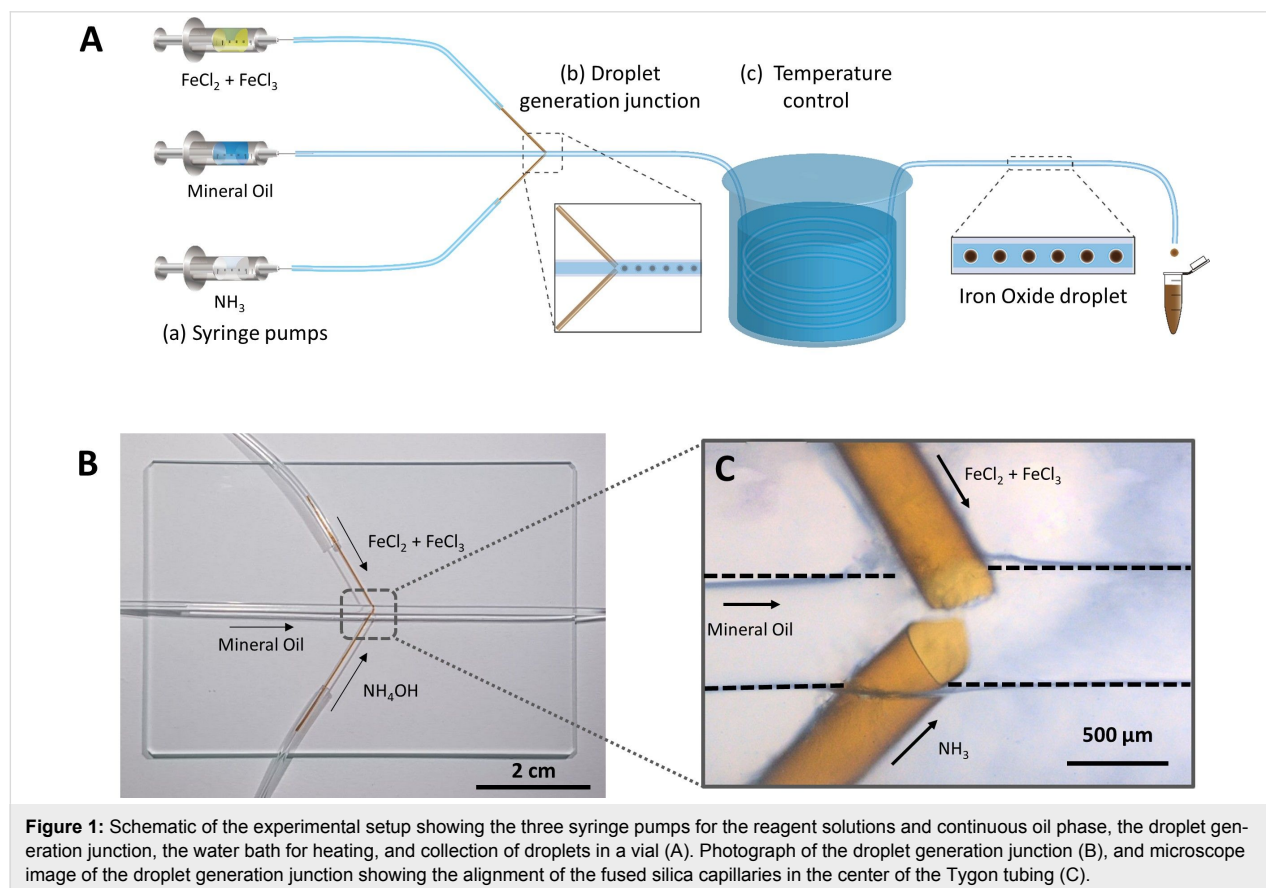 A
FeCl₂ + FeCl₃
Mineral Oil
NH₃
(a) Syringe pumps
(b) Droplet
generation junction
(c) Temperature
control
Iron Oxide droplet
B
FeCl₂ + FeCl₃
Mineral Oil
NH₄OH
2 cm
C
FeCl₂ + FeCl₃
Mineral Oil
NH₃
500 µm
Figure 1: Schematic of the experimental setup showing the three syringe pumps for the reagent solutions and continuous oil phase, the droplet gen-
eration junction, the water bath for heating, and collection of droplets in a vial (A). Photograph of the droplet generation junction (B), and microscope
image of the droplet generation junction showing the alignment of the fused silica capillaries in the center of the Tygon tubing (C).